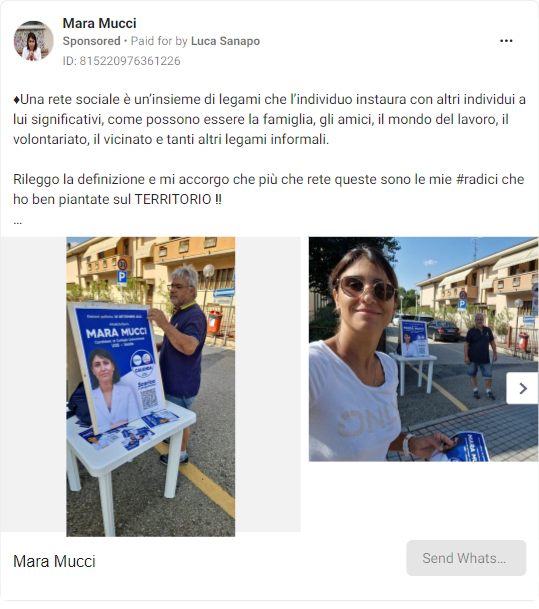 Mara Mucci
Sponsored • Paid for by Luca Sanapo
ID: 815220976361226
♦Una rete sociale è un'insieme di legami che l'individuo instaura con altri individui a
lui significativi, come possono essere la famiglia, gli amici, il mondo del lavoro, il
volontariato, il vicinato e tanti altri legami informali.
Rileggo la definizione e mi accorgo che più che rete queste sono le mie #radici che
ho ben piantate sul TERRITORIO ‼
...
P
MARA MUCCI
CALENDA
MARA MUCCI
Mara Mucci
Send Whats...